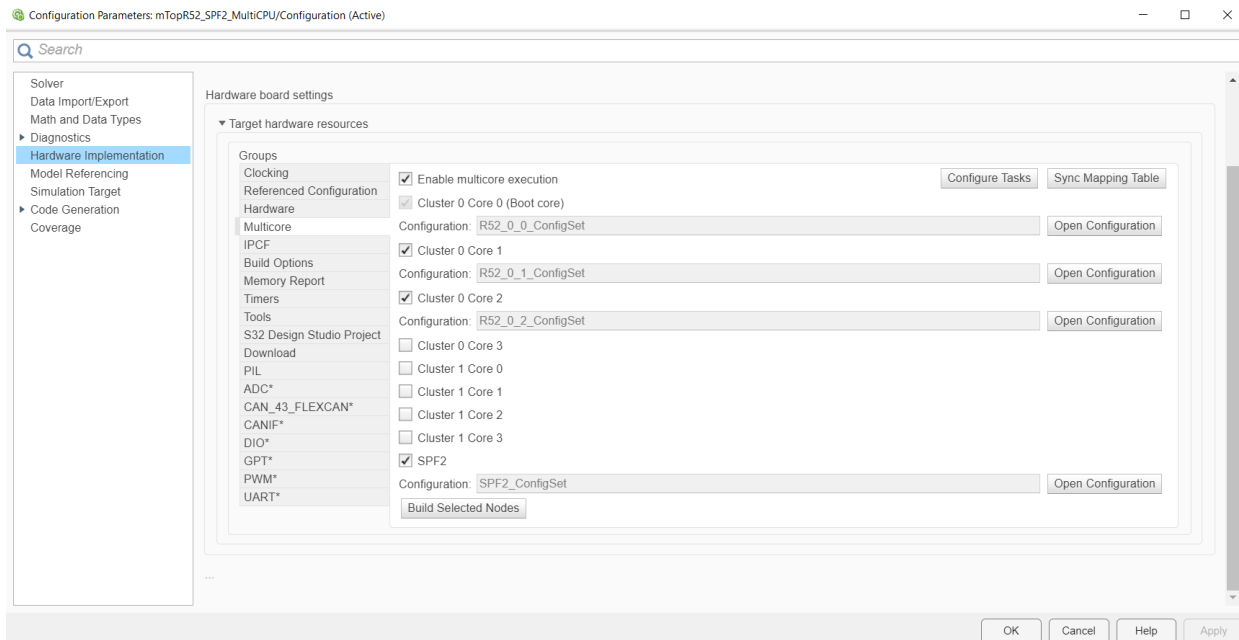 Configuration Parameters: mTopR52_SPF2_MultiCPU/Configuration (Active)
Search
Solver
Data Import/Export
Math and Data Types
Diagnostics
Hardware Implementation
Model Referencing
Simulation Target
Code Generation
Coverage
Hardware board settings
Target hardware resources
Groups
Clocking
Referenced Configuration
Hardware
Multicore
IPCF
Build Options
Memory Report
Timers
Tools
S32 Design Studio Project
Download
PIL
ADC*
CAN_43_FLEXCAN*
CANIF*
DIO*
GPT*
PWM*
UART*
Enable multicore execution Configure Tasks Sync Mapping Table
Cluster 0 Core 0 (Boot core)
Configuration: R52_0_0_ConfigSet Open Configuration
Cluster 0 Core 1
Configuration: R52_0_1_ConfigSet Open Configuration
Cluster 0 Core 2
Configuration: R52_0_2_ConfigSet Open Configuration
Cluster 0 Core 3
Cluster 1 Core 0
Cluster 1 Core 1
Cluster 1 Core 2
Cluster 1 Core 3
SPF2
Configuration: SPF2_ConfigSet Open Configuration
Build Selected Nodes
...
OK Cancel Help Apply